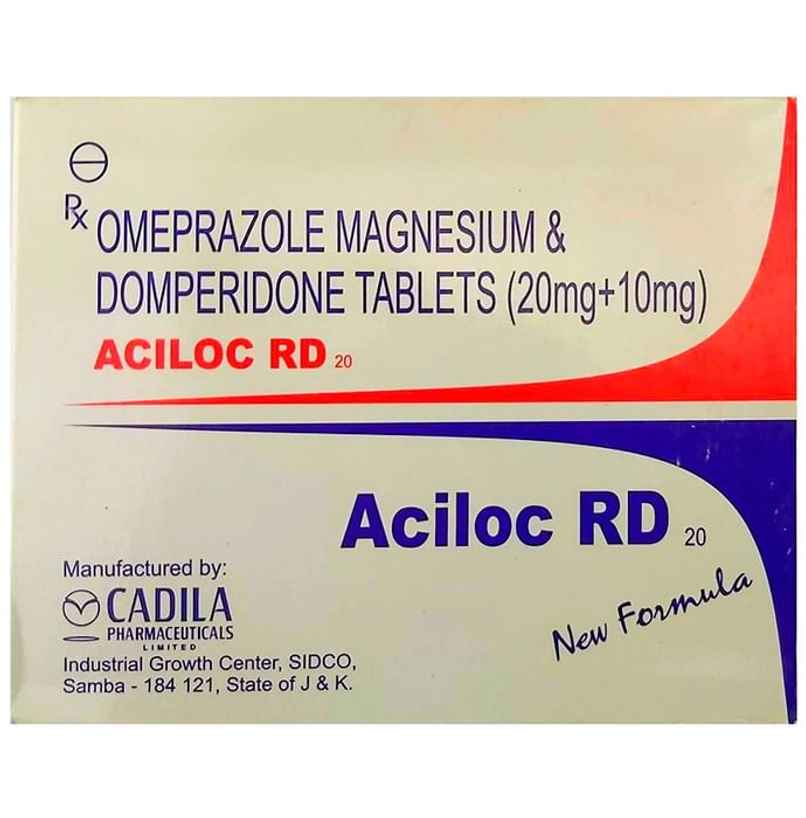 Rx OMEPRAZOLE MAGNESIUM &
DOMPERIDONE TABLETS (20mg+10mg)
ACILOC RD 20
Aciloc RD 20
New Formula
Manufactured by:
CADILA
PHARMACEUTICALS
LIMITED
Industrial Growth Center, SIDCO,
Samba - 184 121, State of J & K.